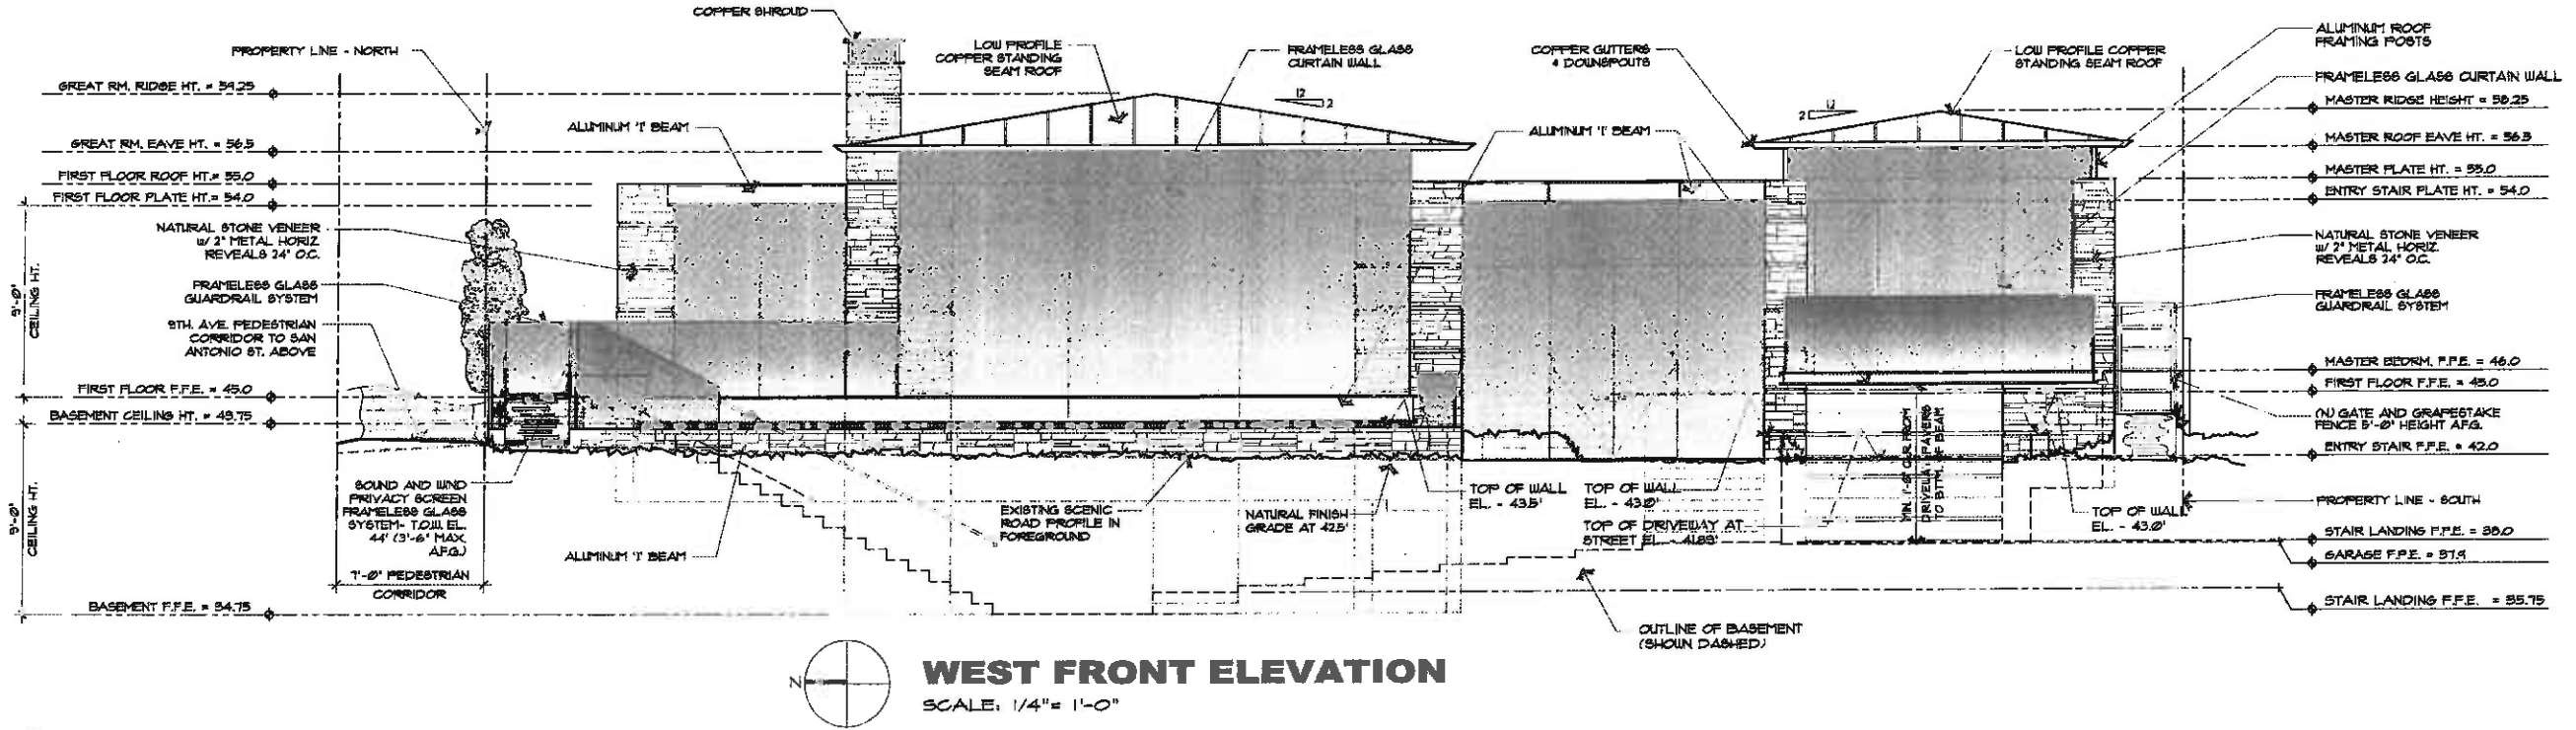 COPPER SHROUD
PROPERTY LINE - NORTH
LOW PROFILE
COPPER STANDING
SEAM ROOF
FRAMELESS GLASS
CURTAIN WALL
COPPER GUTTERS
& DOWNSPOUTS
LOW PROFILE COPPER
STANDING SEAM ROOF
ALUMINUM ROOF
FRAMING POSTS
FRAMELESS GLASS CURTAIN WALL
GREAT RM. RIDGE HT. = 59.25
GREAT RM. EAVE HT. = 56.5
FIRST FLOOR ROOF HT.= 55.0
FIRST FLOOR PLATE HT.= 54.0
ALUMINUM 'I' BEAM
12
2
ALUMINUM 'I' BEAM
12
2
MASTER RIDGE HEIGHT = 58.25
MASTER ROOF EAVE HT. = 56.3
MASTER PLATE HT. = 55.0
ENTRY STAIR PLATE HT. = 54.0
NATURAL STONE VENEER
W/ 2" METAL HORIZ.
REVEALS 24" O.C.
FRAMELESS GLASS
GUARDRAIL SYSTEM
9TH. AVE. PEDESTRIAN
CORRIDOR TO SAN
ANTONIO ST. ABOVE
9'-0"
CEILING HT.
FIRST FLOOR F.F.E. = 45.0
BASEMENT CEILING HT. = 43.75
9'-0"
CEILING HT.
BASEMENT F.F.E. = 34.75
NATURAL STONE VENEER
W/ 2" METAL HORIZ.
REVEALS 24" O.C.
FRAMELESS GLASS
GUARDRAIL SYSTEM
MASTER BEDRM. F.F.E. = 46.0
FIRST FLOOR F.F.E. = 45.0
(N) GATE AND GRAPESTAKE
FENCE 5'-0" HEIGHT A.F.G.
ENTRY STAIR F.F.E. = 42.0
PROPERTY LINE - SOUTH
STAIR LANDING F.F.E. = 38.0
GARAGE F.F.E. = 37.9
STAIR LANDING F.F.E. = 35.75
SOUND AND WIND
PRIVACY SCREEN
FRAMELESS GLASS
SYSTEM- T.O.W. EL.
44' (3'-6" MAX.
A.F.G.)
7'-0" PEDESTRIAN
CORRIDOR
ALUMINUM 'I' BEAM
EXISTING SCENIC
ROAD PROFILE IN
FOREGROUND
NATURAL FINISH
GRADE AT 42.5'
TOP OF WALL
EL. - 43.5'
TOP OF WALL
EL. - 43.0'
TOP OF DRIVEWAY AT
STREET EL. - 41.83'
DRIVEWAY PAVERS
TO BTTM. OF BEAM
TOP OF WALL
EL. - 43.0'
OUTLINE OF BASEMENT
(SHOWN DASHED)
N
WEST FRONT ELEVATION
SCALE: 1/4"= 1'-0"